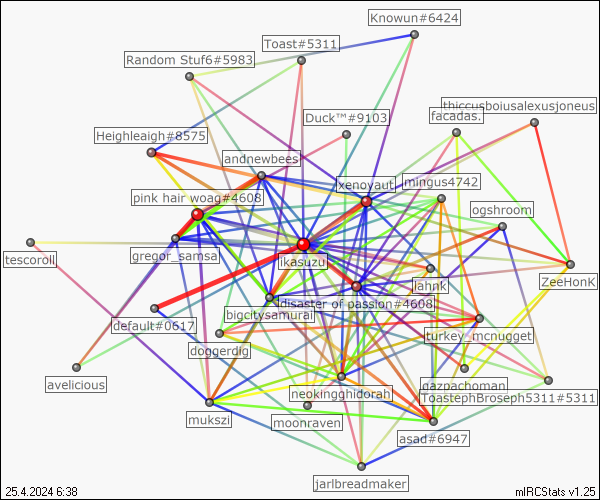 Knowun#6424
Toast#5311
Random Stuf6#5983
thiccusboiusalexusjoneus
facadas.
Duck™#9103
Heighleaigh#8575
andnewbees
xenoyaut
mingus4742
pink hair woag#4608
ogshroom
gregor_samsa
tescoroll
ikasuzu
jahnk
ZeeHonK
disaster of passion#4608
bigcitysamurai
default#0617
turkey_mcnugget
doggerdig
avelicious
gazpachoman
neokingghidorah
ToastephBroseph5311#5311
mukszi
moonraven
asad#6947
jarlbreadmaker
25.4.2024 6:38
mIRCStats v1.25